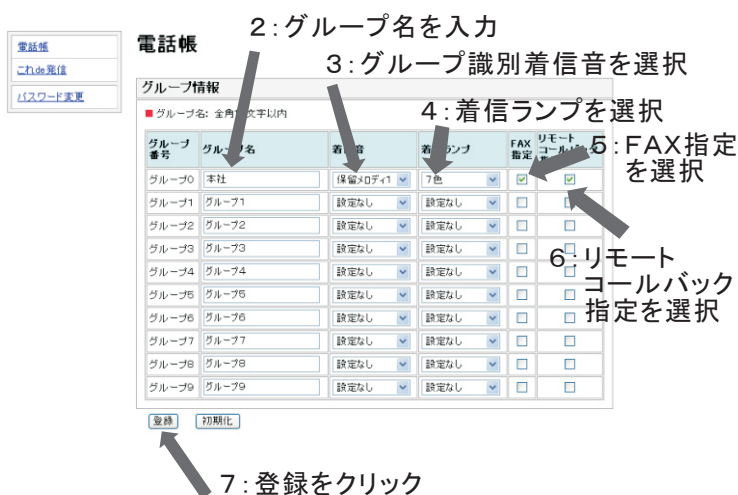 電話帳
これde発信
パスワード変更
電話帳
2：グループ名を入力
3：グループ識別着信音を選択
グループ情報
■ グループ名: 全角 文字以内
4：着信ランプを選択
グループ番号 グループ名 着 音 着 ランプ FAX指定 リモートコールバック
5：FAX指定
を選択
グループ0 本社 保留メロディ1 7色
グループ1 グループ1 設定なし 設定なし
グループ2 グループ2 設定なし 設定なし
グループ3 グループ3 設定なし 設定なし
6：リモート
コールバック
指定を選択
グループ4 グループ4 設定なし 設定なし
グループ5 グループ5 設定なし 設定なし
グループ6 グループ6 設定なし 設定なし
グループ7 グループ7 設定なし 設定なし
グループ8 グループ8 設定なし 設定なし
グループ9 グループ9 設定なし 設定なし
登録 初期化
7：登録をクリック